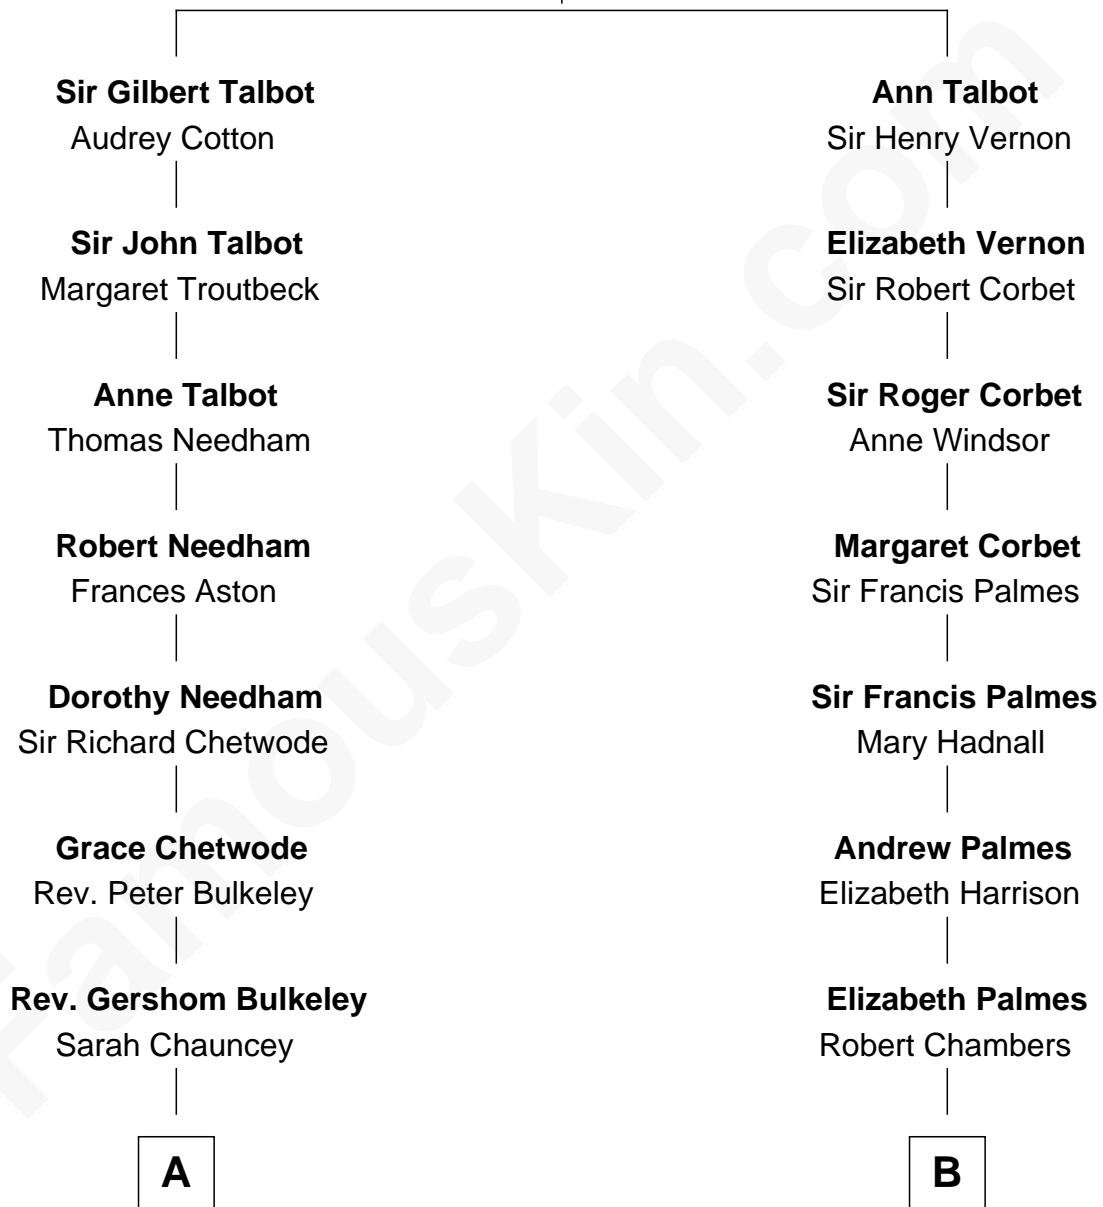 Sir Gilbert Talbot
Audrey Cotton
Sir John Talbot
Margaret Troutbeck
Anne Talbot
Thomas Needham
Robert Needham
Frances Aston
Dorothy Needham
Sir Richard Chetwode
Grace Chetwode
Rev. Peter Bulkeley
Rev. Gershom Bulkeley
Sarah Chauncey
A
Ann Talbot
Sir Henry Vernon
Elizabeth Vernon
Sir Robert Corbet
Sir Roger Corbet
Anne Windsor
Margaret Corbet
Sir Francis Palmes
Sir Francis Palmes
Mary Hadnall
Andrew Palmes
Elizabeth Harrison
Elizabeth Palmes
Robert Chambers
B
FamousKin.com